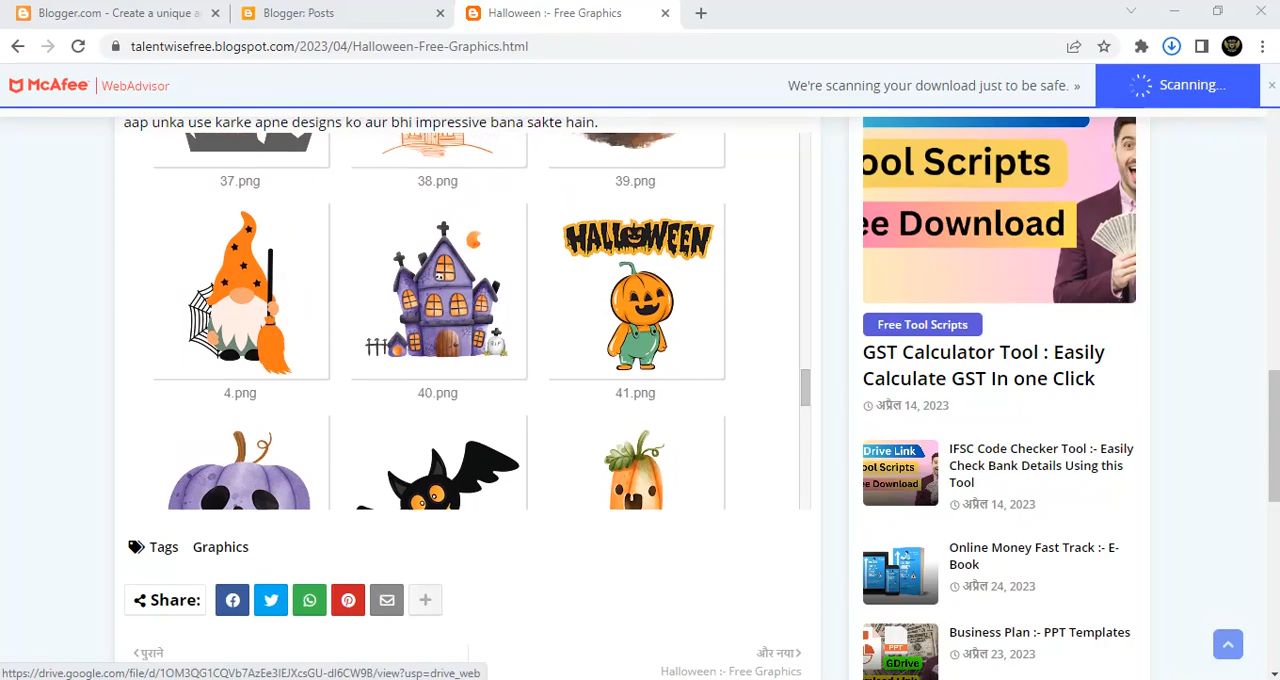 Blogger.com - Create a unique a
Blogger: Posts
Halloween :- Free Graphics
talentwisefree.blogspot.com/2023/04/Halloween-Free-Graphics.html
McAfee | WebAdvisor
We're scanning your download just to be safe. »
Scanning...
aap unka use karke apne designs ko aur bhi impressive bana sakte hain.
37.png
38.png
39.png
HALLOWEEN
RIP
4.png
40.png
41.png
Tags
Graphics
Share:
पुराने
और नया
Halloween :- Free Graphics
ool Scripts
ee Download
Free Tool Scripts
GST Calculator Tool : Easily
Calculate GST In one Click
अप्रैल 14, 2023
Drive Link
ool Scripts
ee Download
IFSC Code Checker Tool :- Easily
Check Bank Details Using this
Tool
अप्रैल 14, 2023
Online Money Fast Track :- E-
Book
अप्रैल 24, 2023
PPT
GDrive
Business Plan :- PPT Templates
अप्रैल 23, 2023
https://drive.google.com/file/d/1OM3QG1CQVb7AzEe3IEJXcsGU-dI6CW9B/view?usp=drive_web